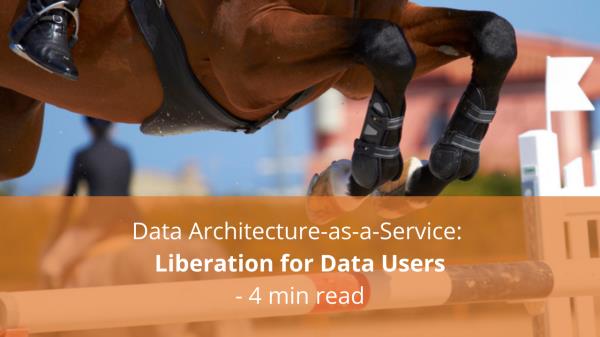 Data Architecture-as-a-Service:
Liberation for Data Users
- 4 min read